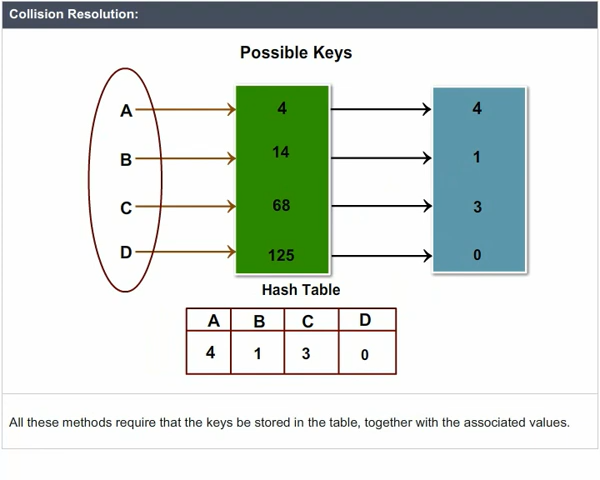 Collision Resolution:
Possible Keys
A 4 4
B 14 1
C 68 3
D 125 0
Hash Table
A B C D
4 1 3 0
All these methods require that the keys be stored in the table, together with the associated values.